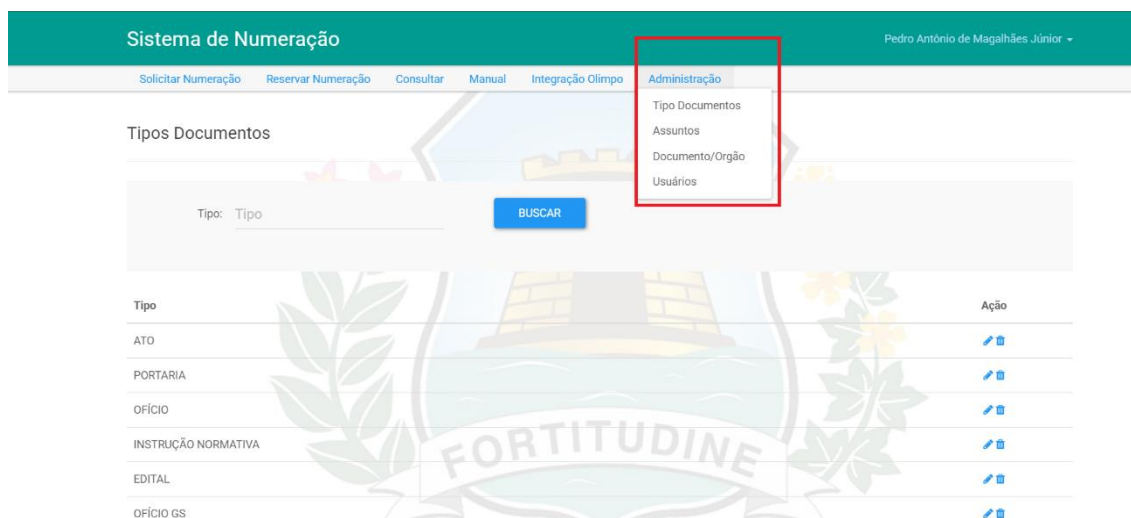 Sistema de Numeração
Pedro Antônio de Magalhães Júnior
Solicitar Numeração Reservar Numeração Consultar Manual Integração Olimpo Administração
Tipo Documentos
Assuntos
Documento/Orgão
Usuários
Tipos Documentos
Tipo: Tipo BUSCAR
Tipo Ação
ATO
PORTARIA
OFÍCIO
INSTRUÇÃO NORMATIVA
EDITAL
OFÍCIO GS
FORTITUDINE